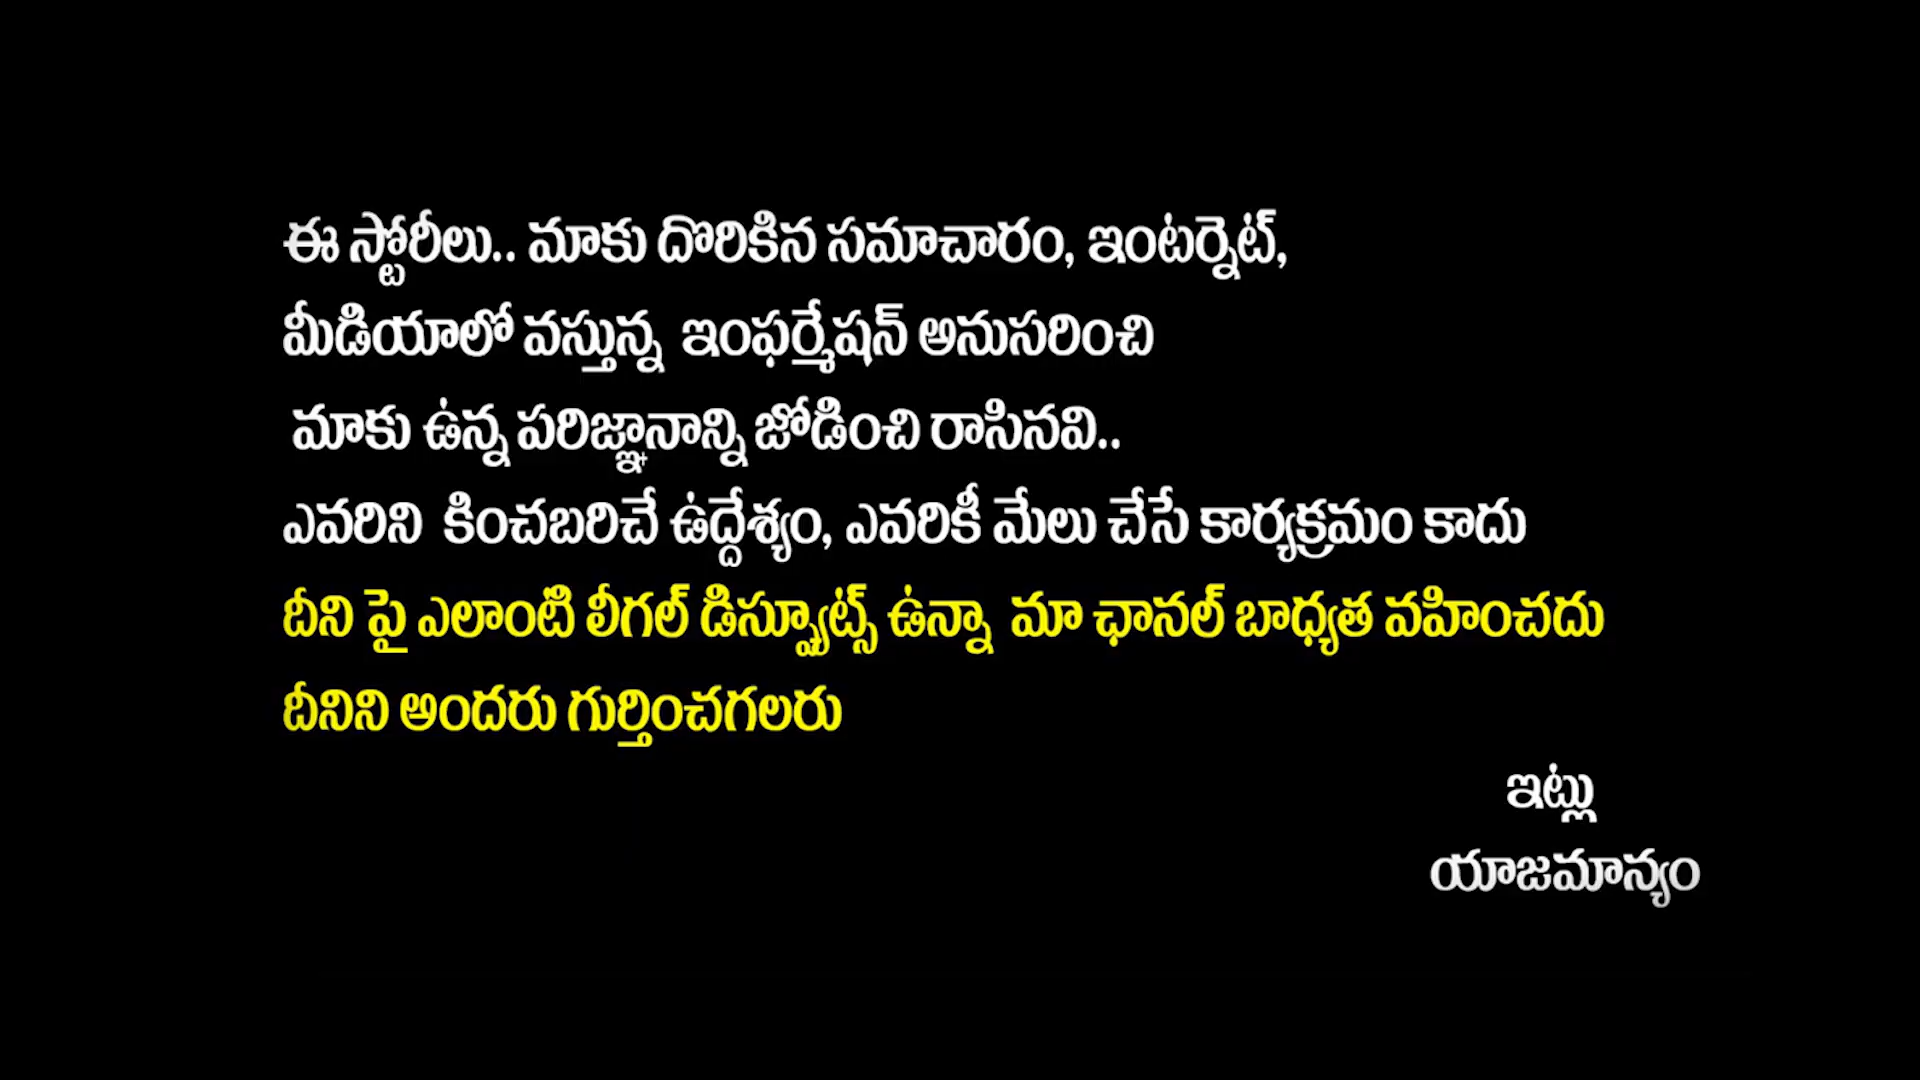 ఈ స్టోరీలు.. మాకు దొరికిన సమాచారం, ఇంటర్నెట్,
మీడియాలో వస్తున్న ఇంఫర్మేషన్ అనుసరించి
మాకు ఉన్న పరిజ్ఞానాన్ని జోడించి రాసినవి..
ఎవరిని కించబరిచే ఉద్దేశ్యం, ఎవరికీ మేలు చేసే కార్యక్రమం కాదు
దీని పై ఎలాంటి లీగల్ డిస్ప్యూట్స్ ఉన్నా మా ఛానల్ బాధ్యత వహించదు
దీనిని అందరు గుర్తించగలరు
ఇట్లు
యాజమాన్యం